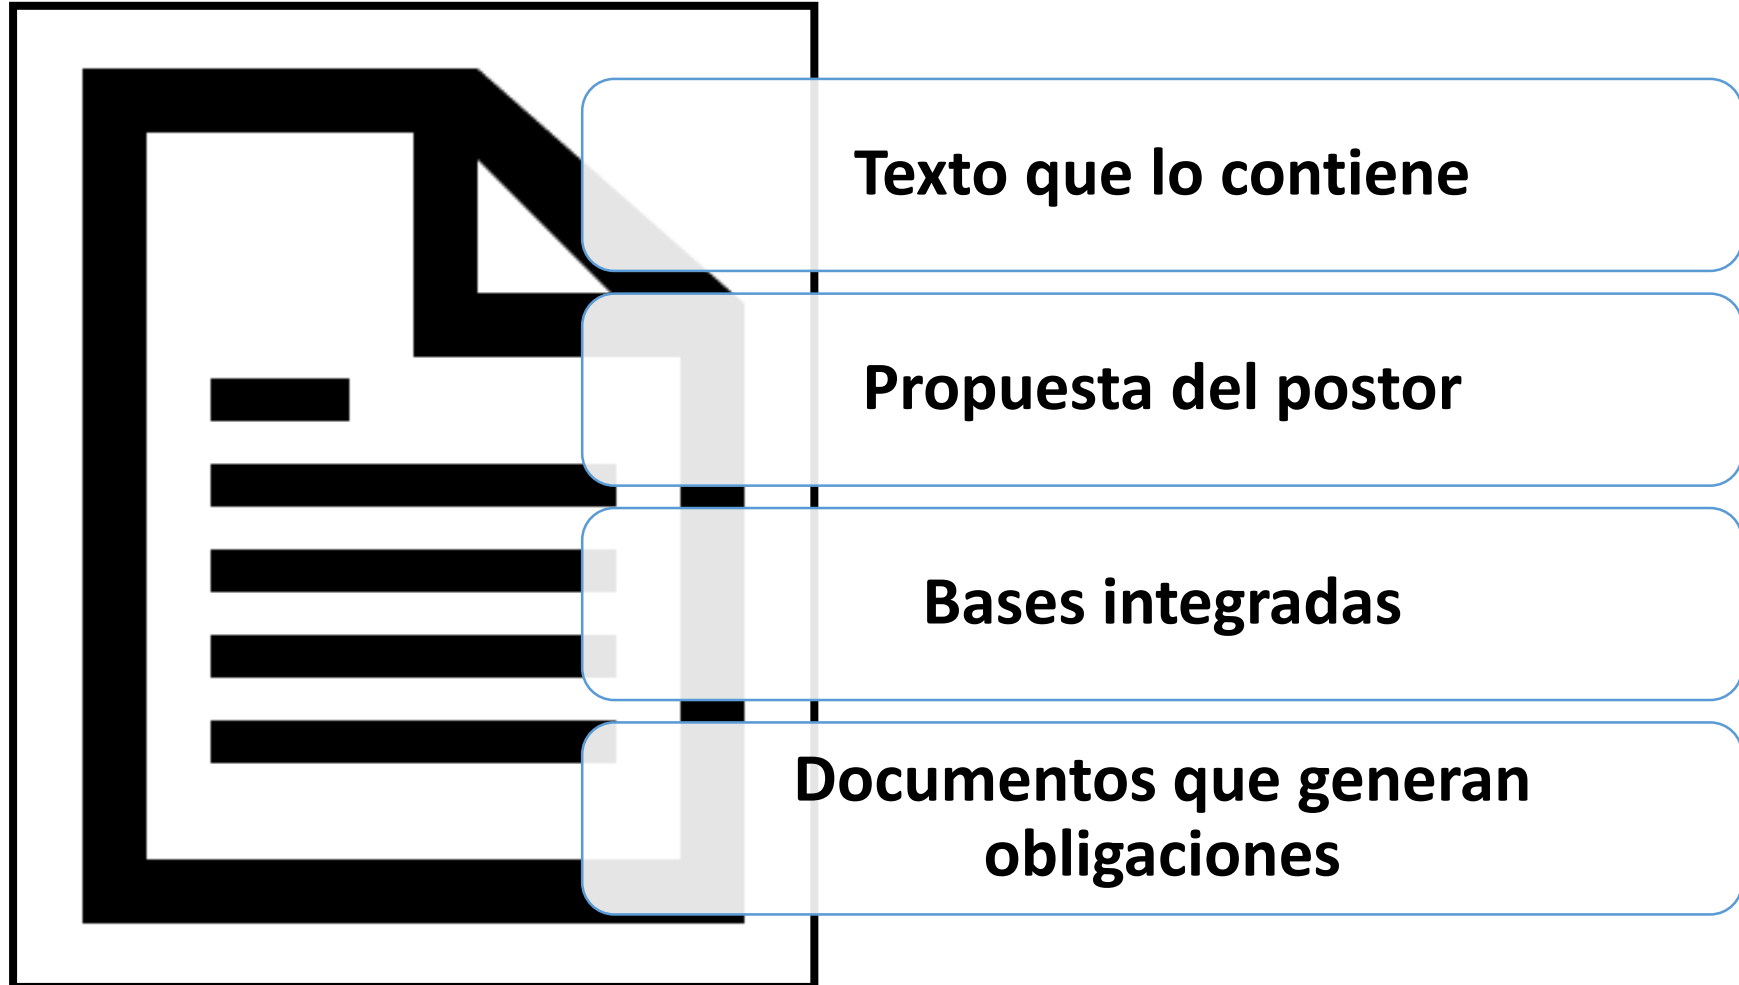 Texto que lo contiene
Propuesta del postor
Bases integradas
Documentos que generan
obligaciones